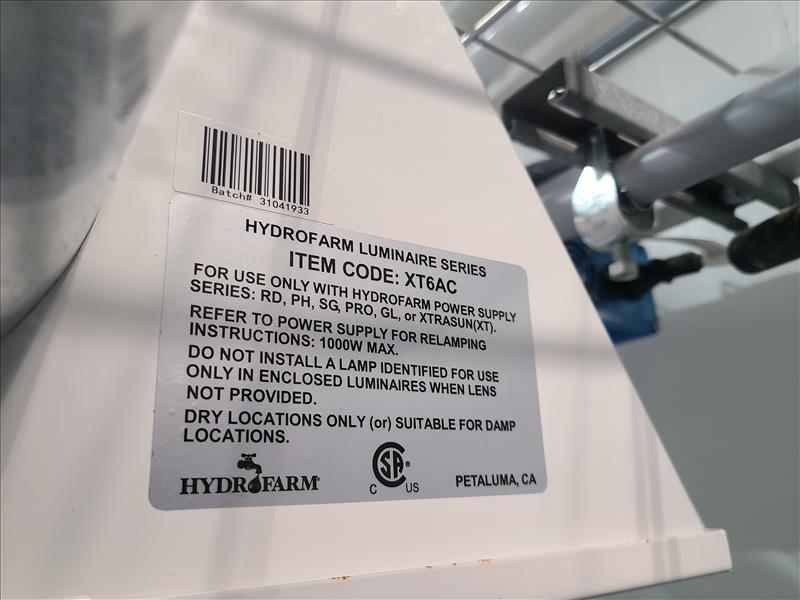 Batch# 31041933
HYDROFARM LUMINAIRE SERIES
ITEM CODE: XT6AC
FOR USE ONLY WITH HYDROFARM POWER SUPPLY
SERIES: RD, PH, SG, PRO, GL, or XTRASUN(XT).
REFER TO POWER SUPPLY FOR RELAMPING
INSTRUCTIONS: 1000W MAX.
DO NOT INSTALL A LAMP IDENTIFIED FOR USE
ONLY IN ENCLOSED LUMINAIRES WHEN LENS
NOT PROVIDED.
DRY LOCATIONS ONLY (or) SUITABLE FOR DAMP
LOCATIONS.
HYDROFARM
CSA
C US
PETALUMA, CA